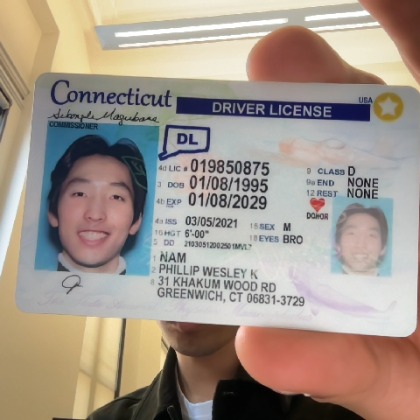 Connecticut
USA
DRIVER LICENSE
COMMISSIONER
DL
4d LIC # 019850875
9 CLASS D
3 DOB 01/08/1995
9a END NONE
4b EXP 01/08/2029
12 REST NONE
DONOR
4a ISS 03/05/2021
15 SEX M
16 HGT 6'-00"
18 EYES BRO
5 DD 210305120025
1 NAM
2 PHILLIP WESLEY K
8 31 KHAKUM WOOD RD
GREENWICH, CT 06831-3729